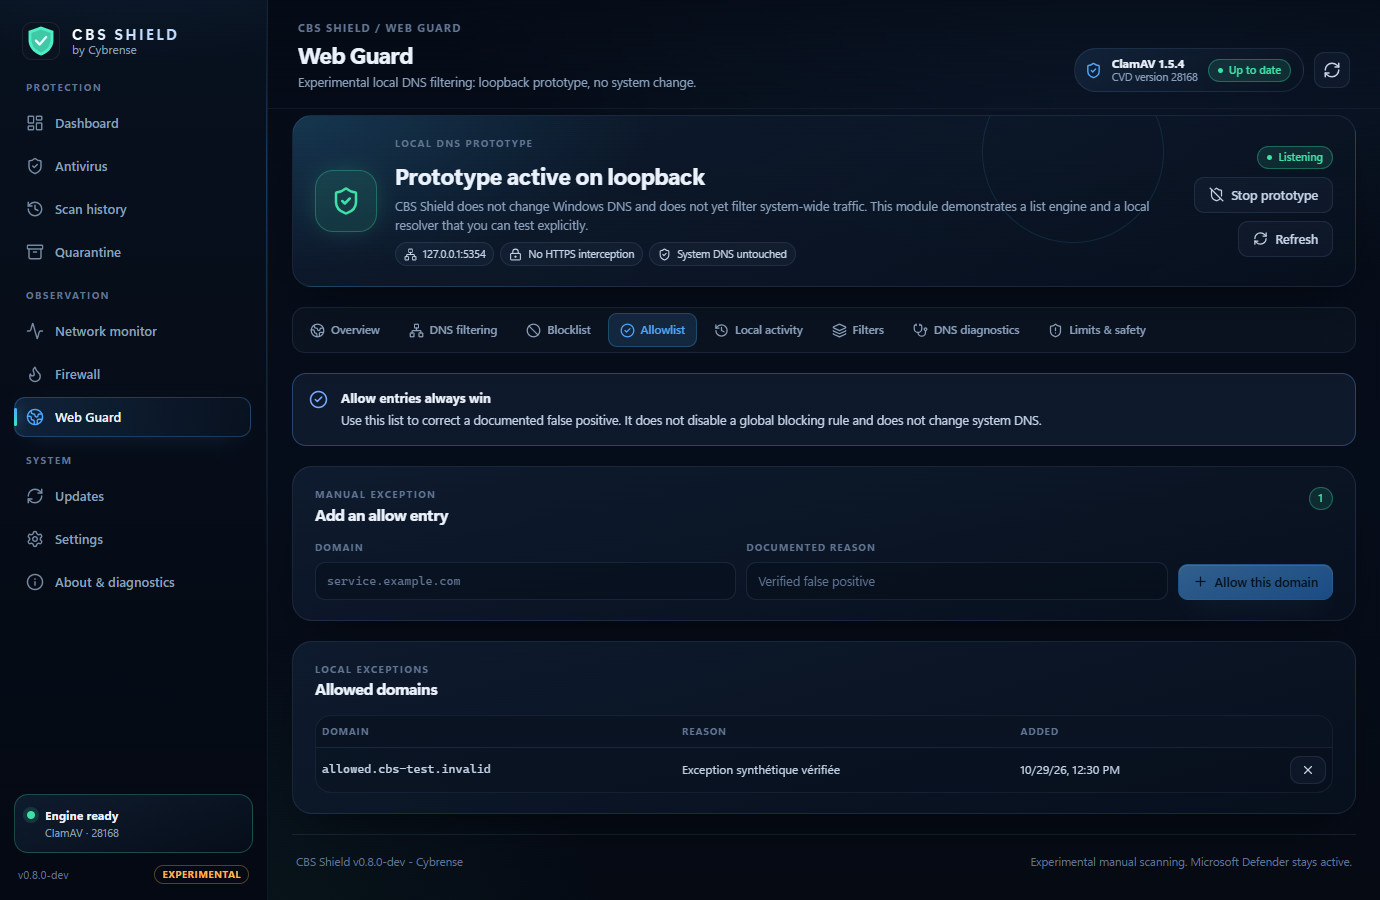 CBS SHIELD
by Cybrense
PROTECTION
Dashboard
Antivirus
Scan history
Quarantine
OBSERVATION
Network monitor
Firewall
Web Guard
SYSTEM
Updates
Settings
About & diagnostics
Engine ready
ClamAV · 28168
v0.8.0-dev
EXPERIMENTAL
CBS SHIELD / WEB GUARD
Web Guard
Experimental local DNS filtering: loopback prototype, no system change.
ClamAV 1.5.4
CVD version 28168
Up to date
LOCAL DNS PROTOTYPE
Prototype active on loopback
CBS Shield does not change Windows DNS and does not yet filter system-wide traffic. This module demonstrates a list engine and a local
resolver that you can test explicitly.
127.0.0.1:5354
No HTTPS interception
System DNS untouched
Listening
Stop prototype
Refresh
Overview
DNS filtering
Blocklist
Allowlist
Local activity
Filters
DNS diagnostics
Limits & safety
Allow entries always win
Use this list to correct a documented false positive. It does not disable a global blocking rule and does not change system DNS.
MANUAL EXCEPTION
Add an allow entry
1
DOMAIN
DOCUMENTED REASON
service.example.com
Verified false positive
Allow this domain
LOCAL EXCEPTIONS
Allowed domains
DOMAIN REASON ADDED
allowed.cbs-test.invalid Exception synthétique vérifiée 10/29/26, 12:30 PM
CBS Shield v0.8.0-dev - Cybrense
Experimental manual scanning. Microsoft Defender stays active.